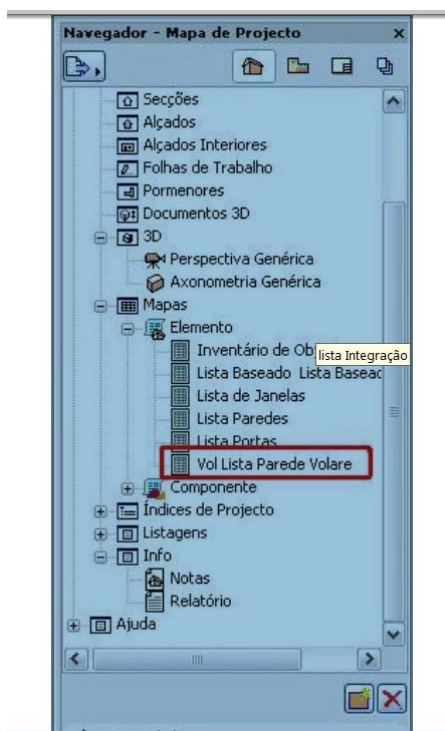 Navegador - Mapa de Projecto x
Secções
Alçados
Alçados Interiores
Folhas de Trabalho
Pormenores
Documentos 3D
3D
Perspectiva Genérica
Axonometria Genérica
Mapas
Elemento
Inventário de Ob
lista Integração
Lista Baseado Lista Basead
Lista de Janelas
Lista Paredes
Lista Portas
Vol Lista Parede Volare
Componente
Índices de Projecto
Listagens
Info
Notas
Relatório
Ajuda